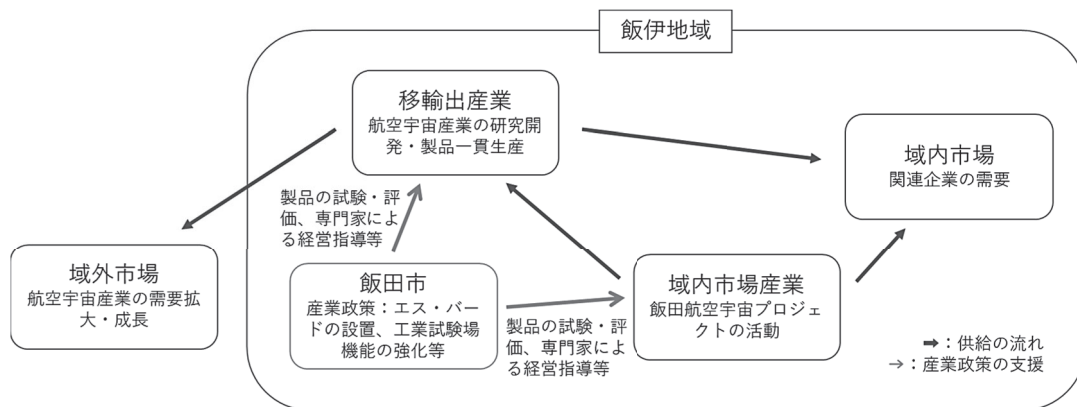 飯伊地域
移輸出産業
航空宇宙産業の研究開
発・製品一貫生産
域内市場
関連企業の需要
製品の試験・評
価、専門家によ
る経営指導等
域外市場
航空宇宙産業の需要拡
大・成長
飯田市
産業政策：エス・バー
ドの設置、工業試験場
機能の強化等
製品の試験・評
価、専門家によ
る経営指導等
域内市場産業
飯田航空宇宙プロジェ
クトの活動
➡：供給の流れ
→：産業政策の支援